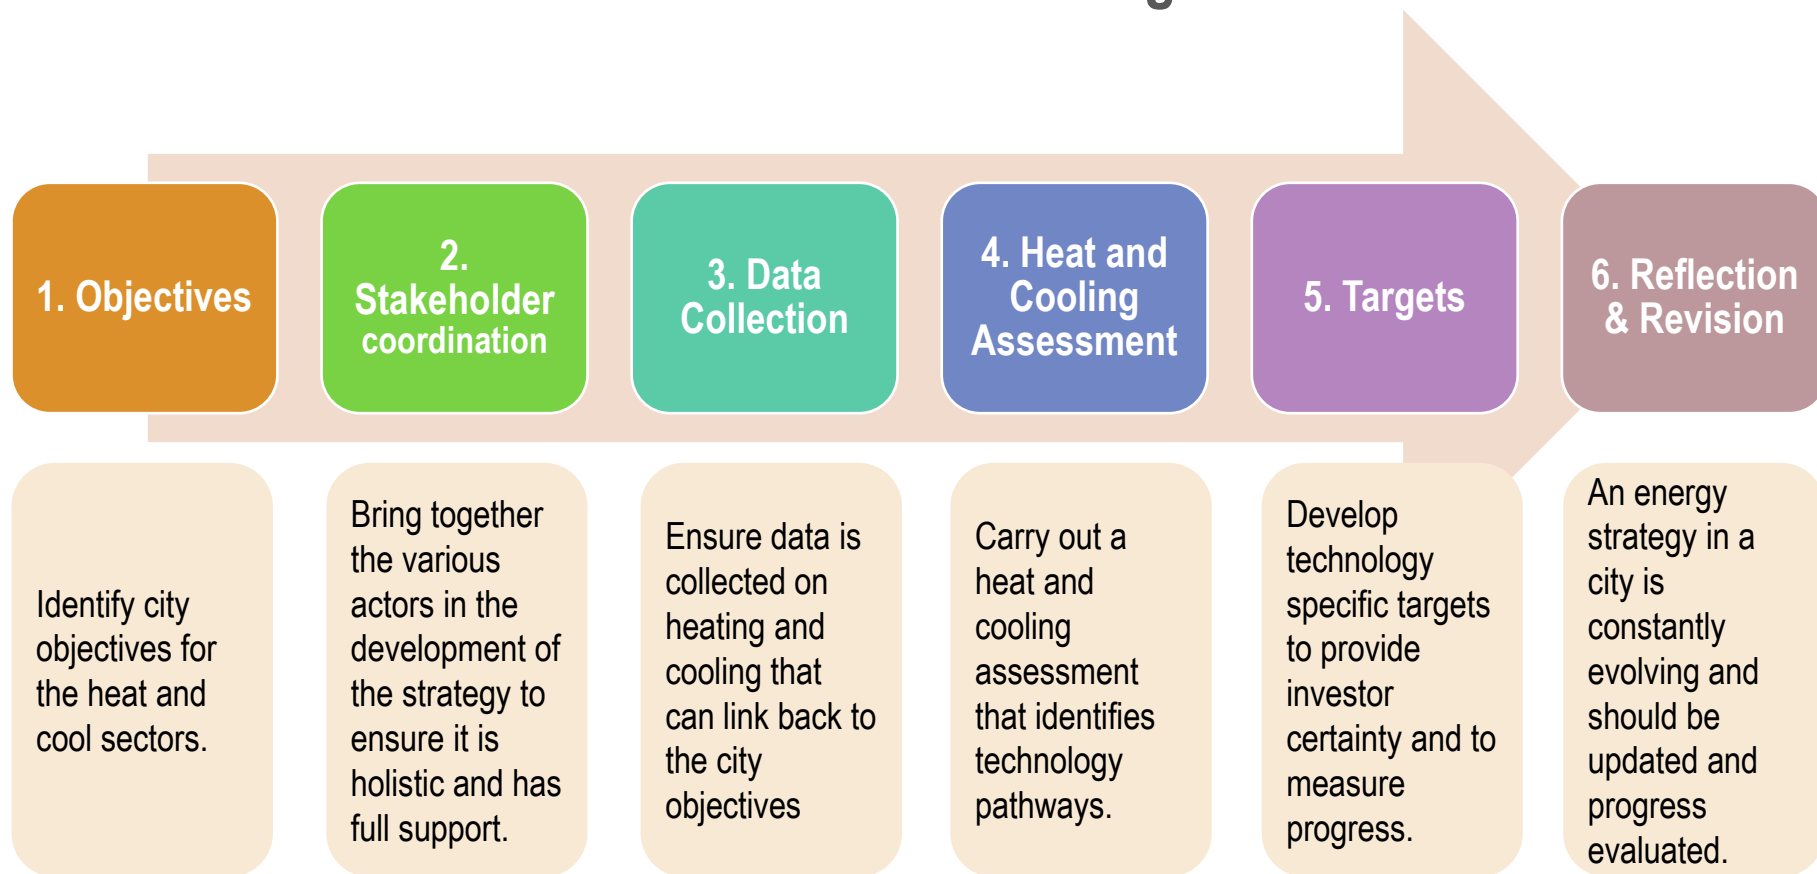 1. Objectives
2.
Stakeholder
coordination
3. Data
Collection
4. Heat and
Cooling
Assessment
5. Targets
6. Reflection
& Revision
Identify city
objectives for
the heat and
cool sectors.
Bring together
the various
actors in the
development of
the strategy to
ensure it is
holistic and has
full support.
Ensure data is
collected on
heating and
cooling that
can link back to
the city
objectives
Carry out a
heat and
cooling
assessment
that identifies
technology
pathways.
Develop
technology
specific targets
to provide
investor
certainty and to
measure
progress.
An energy
strategy in a
city is
constantly
evolving and
should be
updated and
progress
evaluated.